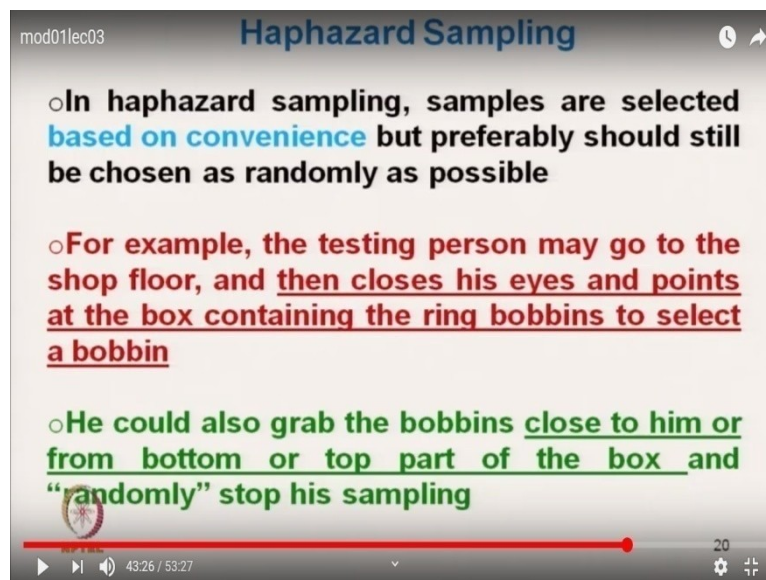 mod01lec03
Haphazard Sampling
oIn haphazard sampling, samples are selected
based on convenience but preferably should still
be chosen as randomly as possible
oFor example, the testing person may go to the
shop floor, and then closes his eyes and points
at the box containing the ring bobbins to select
a bobbin
oHe could also grab the bobbins close to him or
from bottom or top part of the box and
“randomly” stop his sampling
20
43:26 / 53:27